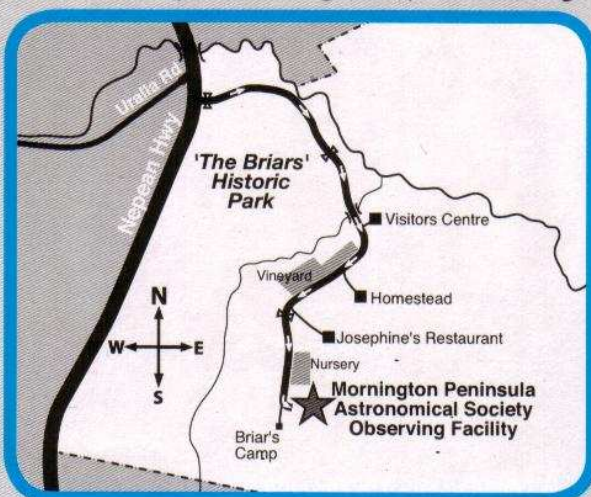 Uralla Rd
Nepean Hwy
'The Briars'
Historic
Park
Visitors Centre
Vineyard
Homestead
N
W
E
S
Josephine's Restaurant
Nursery
Mornington Peninsula
Astronomical Society
Observing Facility
Briar's
Camp